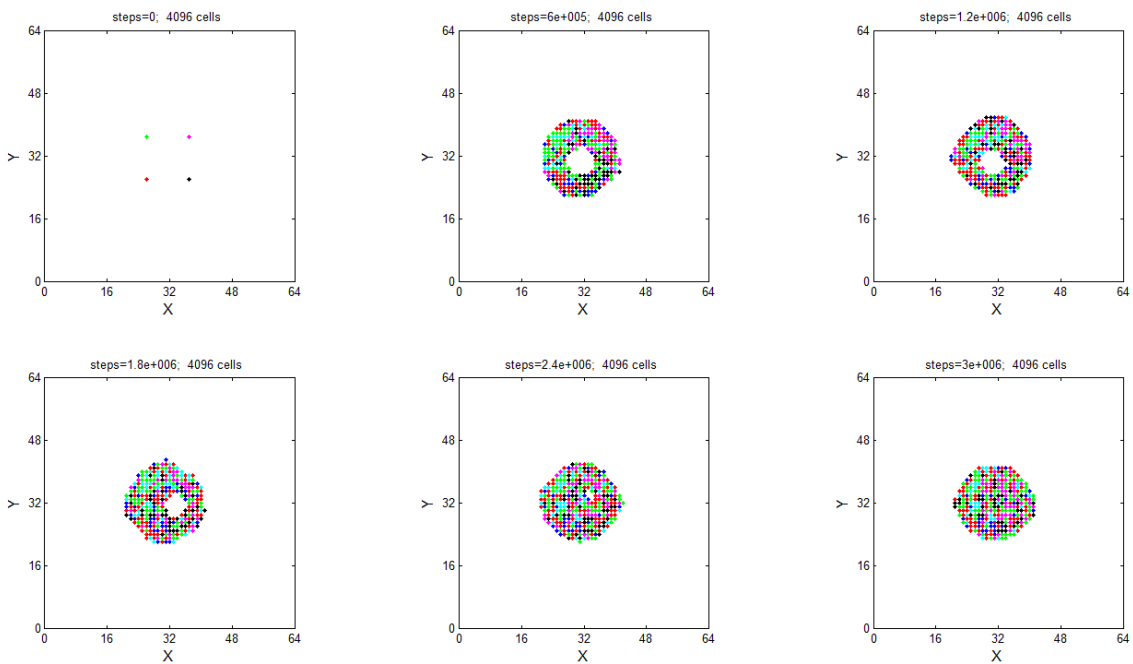 steps=0;  4096 cells
64
48
Y
32
16
0
0 16 32 48 64
X
steps=6e+005;  4096 cells
64
48
Y
32
16
0
0 16 32 48 64
X
steps=1.2e+006;  4096 cells
64
48
Y
32
16
0
0 16 32 48 64
X
steps=1.8e+006;  4096 cells
64
48
Y
32
16
0
0 16 32 48 64
X
steps=2.4e+006;  4096 cells
64
48
Y
32
16
0
0 16 32 48 64
X
steps=3e+006;  4096 cells
64
48
Y
32
16
0
0 16 32 48 64
X